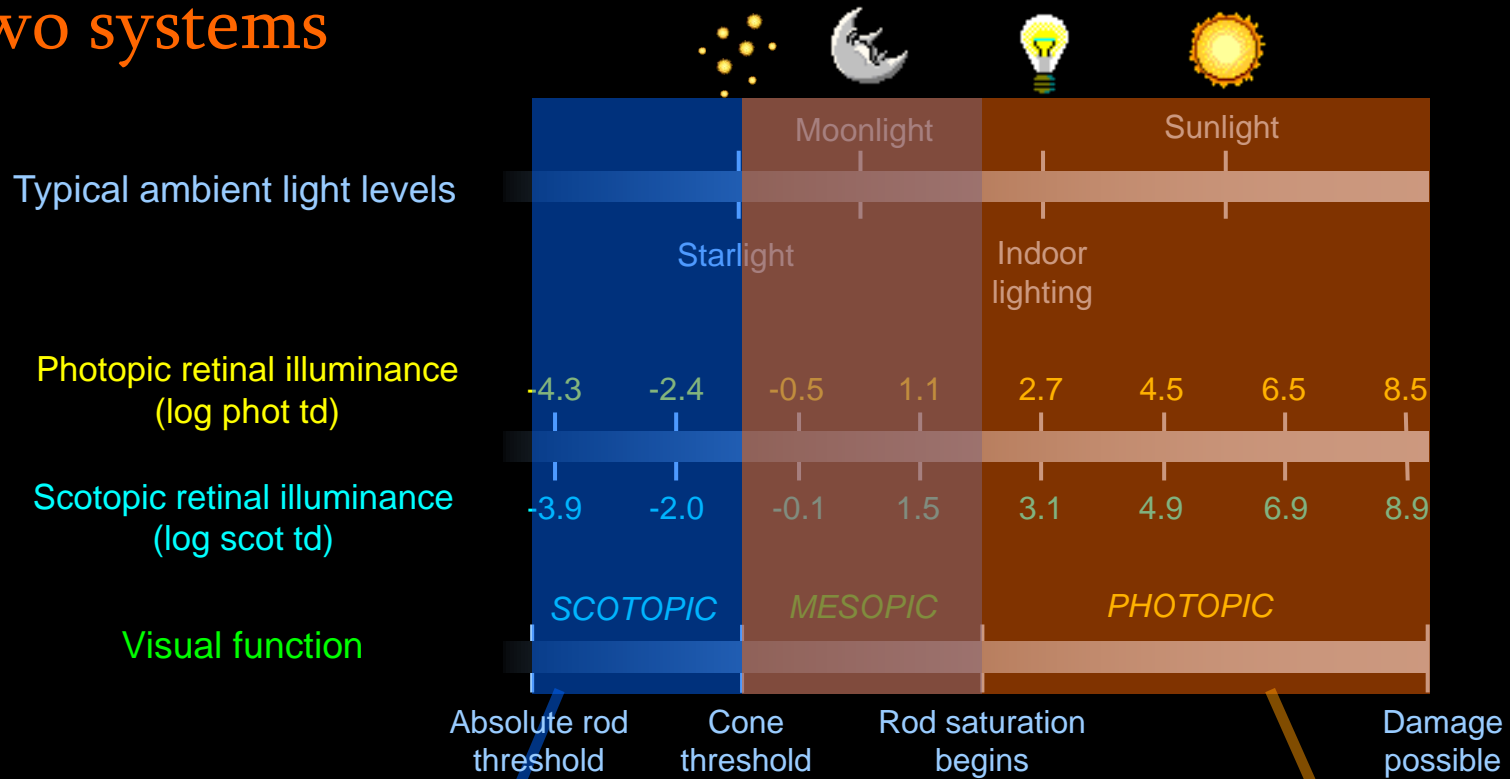 wo systems
Moonlight
Sunlight
Typical ambient light levels
Starlight
Indoor
lighting
Photopic retinal illuminance
(log phot td)
-4.3 -2.4 -0.5 1.1 2.7 4.5 6.5 8.5
Scotopic retinal illuminance
(log scot td)
-3.9 -2.0 -0.1 1.5 3.1 4.9 6.9 8.9
SCOTOPIC MESOPIC PHOTOPIC
Visual function
Absolute rod
threshold
Cone
threshold
Rod saturation
begins
Damage
possible